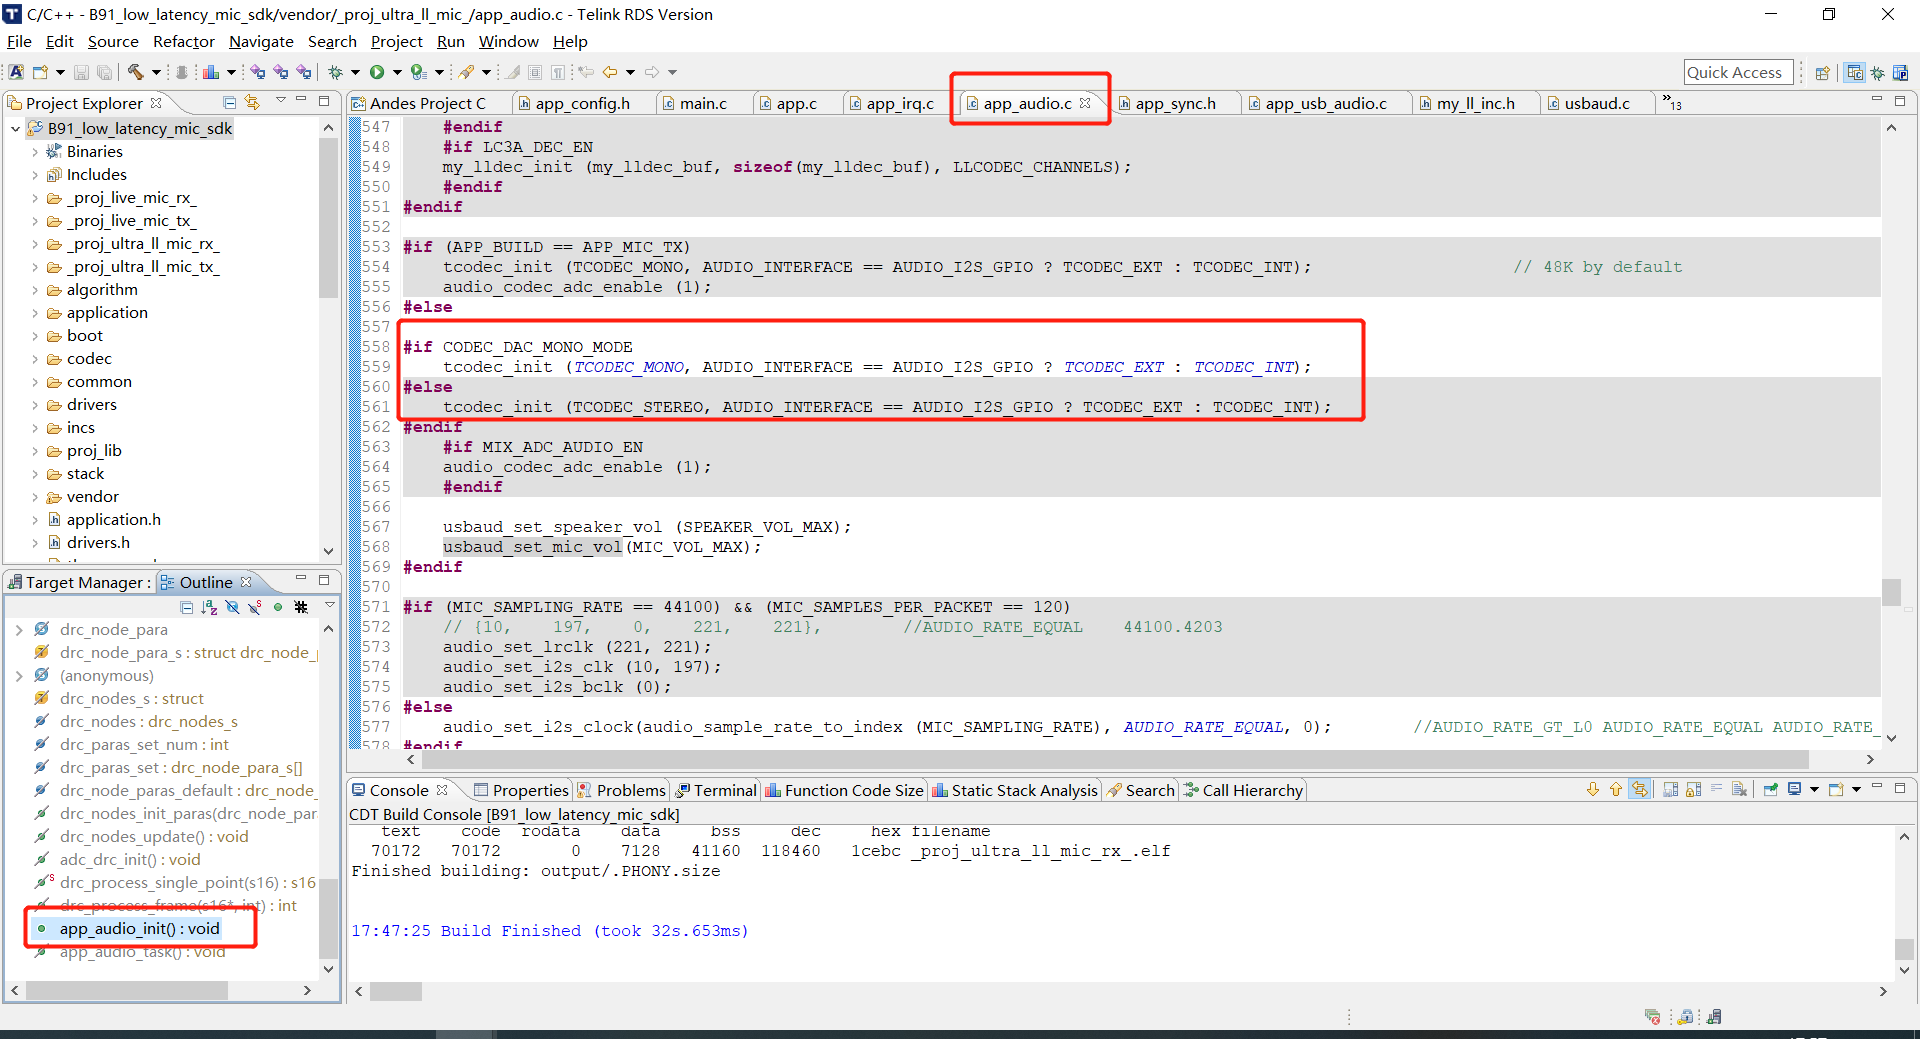 C/C++ - B91_low_latency_mic_sdk/vendor/_proj_ultra_ll_mic_/app_audio.c - Telink RDS Version
File Edit Source Refactor Navigate Search Project Run Window Help
Quick Access
Project Explorer
B91_low_latency_mic_sdk
Binaries
Includes
_proj_live_mic_rx_
_proj_live_mic_tx_
_proj_ultra_ll_mic_rx_
_proj_ultra_ll_mic_tx_
algorithm
application
boot
codec
common
drivers
incs
proj_lib
stack
vendor
application.h
drivers.h
Target Manager : Outline
drc_node_para
drc_node_para_s : struct drc_node_
(anonymous)
drc_nodes_s : struct
drc_nodes : drc_nodes_s
drc_paras_set_num : int
drc_paras_set : drc_node_para_s[]
drc_paras_default : drc_node_
drc_nodes_init_paras(drc_node_par
drc_nodes_update() : void
adc_drc_init() : void
drc_process_single_point(s16) : s16
drc_process_frame(s16*, int) : int
app_audio_init() : void
app_audio_task() : void
Andes Project C app_config.h main.c app.c app_irq.c app_audio.c app_sync.h app_usb_audio.c my_ll_inc.h usbaud.c »13
547 #endif
548 #if LC3A_DEC_EN
549 my_lldec_init (my_lldec_buf, sizeof(my_lldec_buf), LLCODEC_CHANNELS);
550 #endif
551 #endif
552
553 #if (APP_BUILD == APP_MIC_TX)
554 tcodec_init (TCODEC_MONO, AUDIO_INTERFACE == AUDIO_I2S_GPIO ? TCODEC_EXT : TCODEC_INT); // 48K by default
555 audio_codec_adc_enable (1);
556 #else
557
558 #if CODEC_DAC_MONO_MODE
559 tcodec_init (TCODEC_MONO, AUDIO_INTERFACE == AUDIO_I2S_GPIO ? TCODEC_EXT : TCODEC_INT);
560 #else
561 tcodec_init (TCODEC_STEREO, AUDIO_INTERFACE == AUDIO_I2S_GPIO ? TCODEC_EXT : TCODEC_INT);
562 #endif
563 #if MIX_ADC_AUDIO_EN
564 audio_codec_adc_enable (1);
565 #endif
566
567 usbaud_set_speaker_vol (SPEAKER_VOL_MAX);
568 usbaud_set_mic_vol(MIC_VOL_MAX);
569 #endif
570
571 #if (MIC_SAMPLING_RATE == 44100) && (MIC_SAMPLES_PER_PACKET == 120)
572 // {10, 197, 0, 221, 221}, //AUDIO_RATE_EQUAL 44100.4203
573 audio_set_lrclk (221, 221);
574 audio_set_i2s_clk (10, 197);
575 audio_set_i2s_bclk (0);
576 #else
577 audio_set_i2s_clock(audio_sample_rate_to_index (MIC_SAMPLING_RATE), AUDIO_RATE_EQUAL, 0); //AUDIO_RATE_GT_L0 AUDIO_RATE_EQUAL AUDIO_RATE_
578 #endif
Console Properties Problems Terminal Function Code Size Static Stack Analysis Search Call Hierarchy
CDT Build Console [B91_low_latency_mic_sdk]
text code rodata data bss dec hex filename
70172 70172 0 7128 41160 118460 1cebc _proj_ultra_ll_mic_rx_.elf
Finished building: output/.PHONY.size
17:47:25 Build Finished (took 32s.653ms)